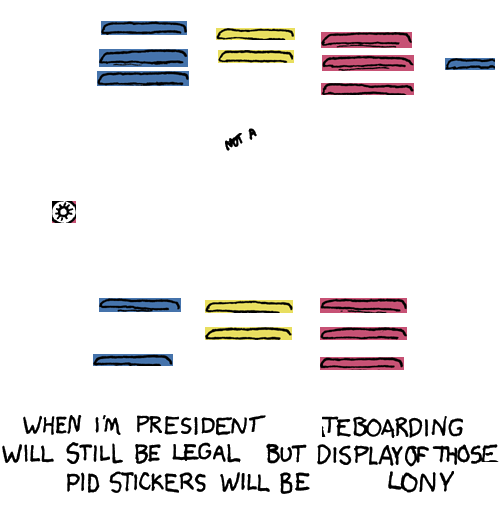 NOT A
WHEN I'M PRESIDENT TEBOARDING
WILL STILL BE LEGAL BUT DISPLAY OF THOSE
PID STICKERS WILL BE LONY